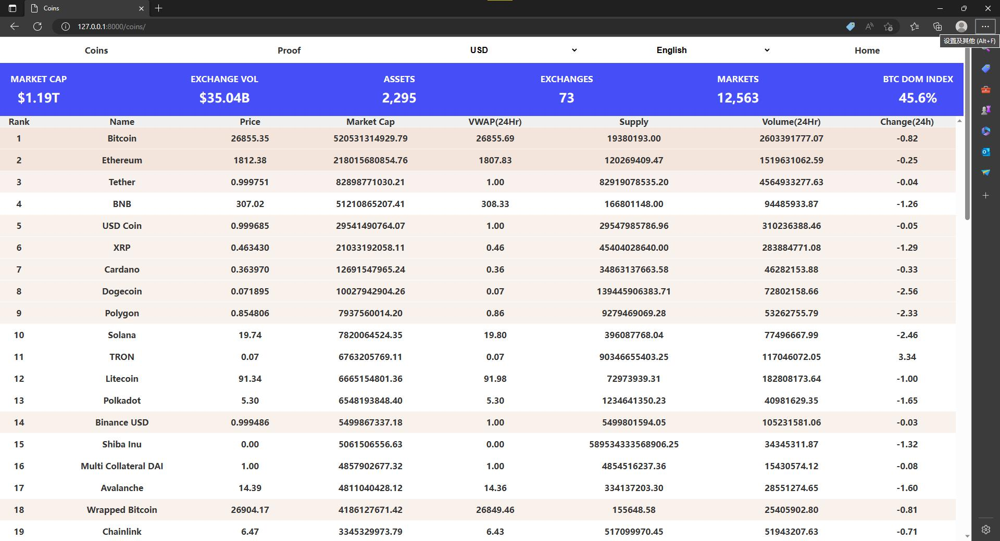 Coins
127.0.0.1:8000/coins/
设置及其他 (Alt+F)
Coins Proof USD English Home
MARKET CAP EXCHANGE VOL ASSETS EXCHANGES MARKETS BTC DOM INDEX
$1.19T $35.04B 2,295 73 12,563 45.6%
Rank Name Price Market Cap VWAP(24Hr) Supply Volume(24Hr) Change(24h)
1 Bitcoin 26855.35 520531314929.79 26855.69 19380193.00 2603391777.07 -0.82
2 Ethereum 1812.38 218015680854.76 1807.83 120269409.47 1519631062.59 -0.25
3 Tether 0.999751 82898771030.21 1.00 82919078535.20 4564933277.63 -0.04
4 BNB 307.02 51210865207.41 308.33 166801148.00 94485933.87 -1.26
5 USD Coin 0.999685 29541490764.07 1.00 29547985786.96 310236388.46 -0.05
6 XRP 0.463430 21033192058.11 0.46 45404028640.00 283884771.08 -1.29
7 Cardano 0.363970 12691547965.24 0.36 34863137663.58 46282153.88 -0.33
8 Dogecoin 0.071895 10027942904.26 0.07 139445906383.71 72802158.66 -2.56
9 Polygon 0.854806 7937560014.20 0.86 9279469069.28 53262755.79 -2.33
10 Solana 19.74 7820064524.35 19.80 396087768.04 77496667.99 -2.46
11 TRON 0.07 6763205769.11 0.07 90346655403.25 117046072.05 3.34
12 Litecoin 91.34 6665154801.36 91.98 72973939.31 182808173.64 -1.00
13 Polkadot 5.30 6548193848.40 5.30 1234641350.23 40981629.35 -1.65
14 Binance USD 0.999486 5499867337.18 1.00 5499801594.05 105231581.06 -0.03
15 Shiba Inu 0.00 5061506556.63 0.00 589534333568906.25 34345311.87 -1.32
16 Multi Collateral DAI 1.00 4857902677.32 1.00 4854516237.36 15430574.12 -0.08
17 Avalanche 14.39 4811040428.12 14.36 334137203.30 28551274.65 -1.60
18 Wrapped Bitcoin 26904.17 4186127671.42 26849.46 155648.58 25405902.80 -0.81
19 Chainlink 6.47 3345329973.79 6.43 517099970.45 51943207.63 -0.71